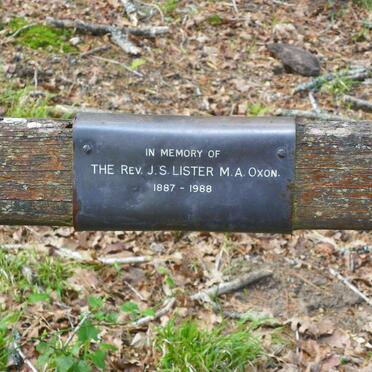 IN MEMORY OF
THE REV. J. S. LISTER M. A. OXON.
1887 - 1988